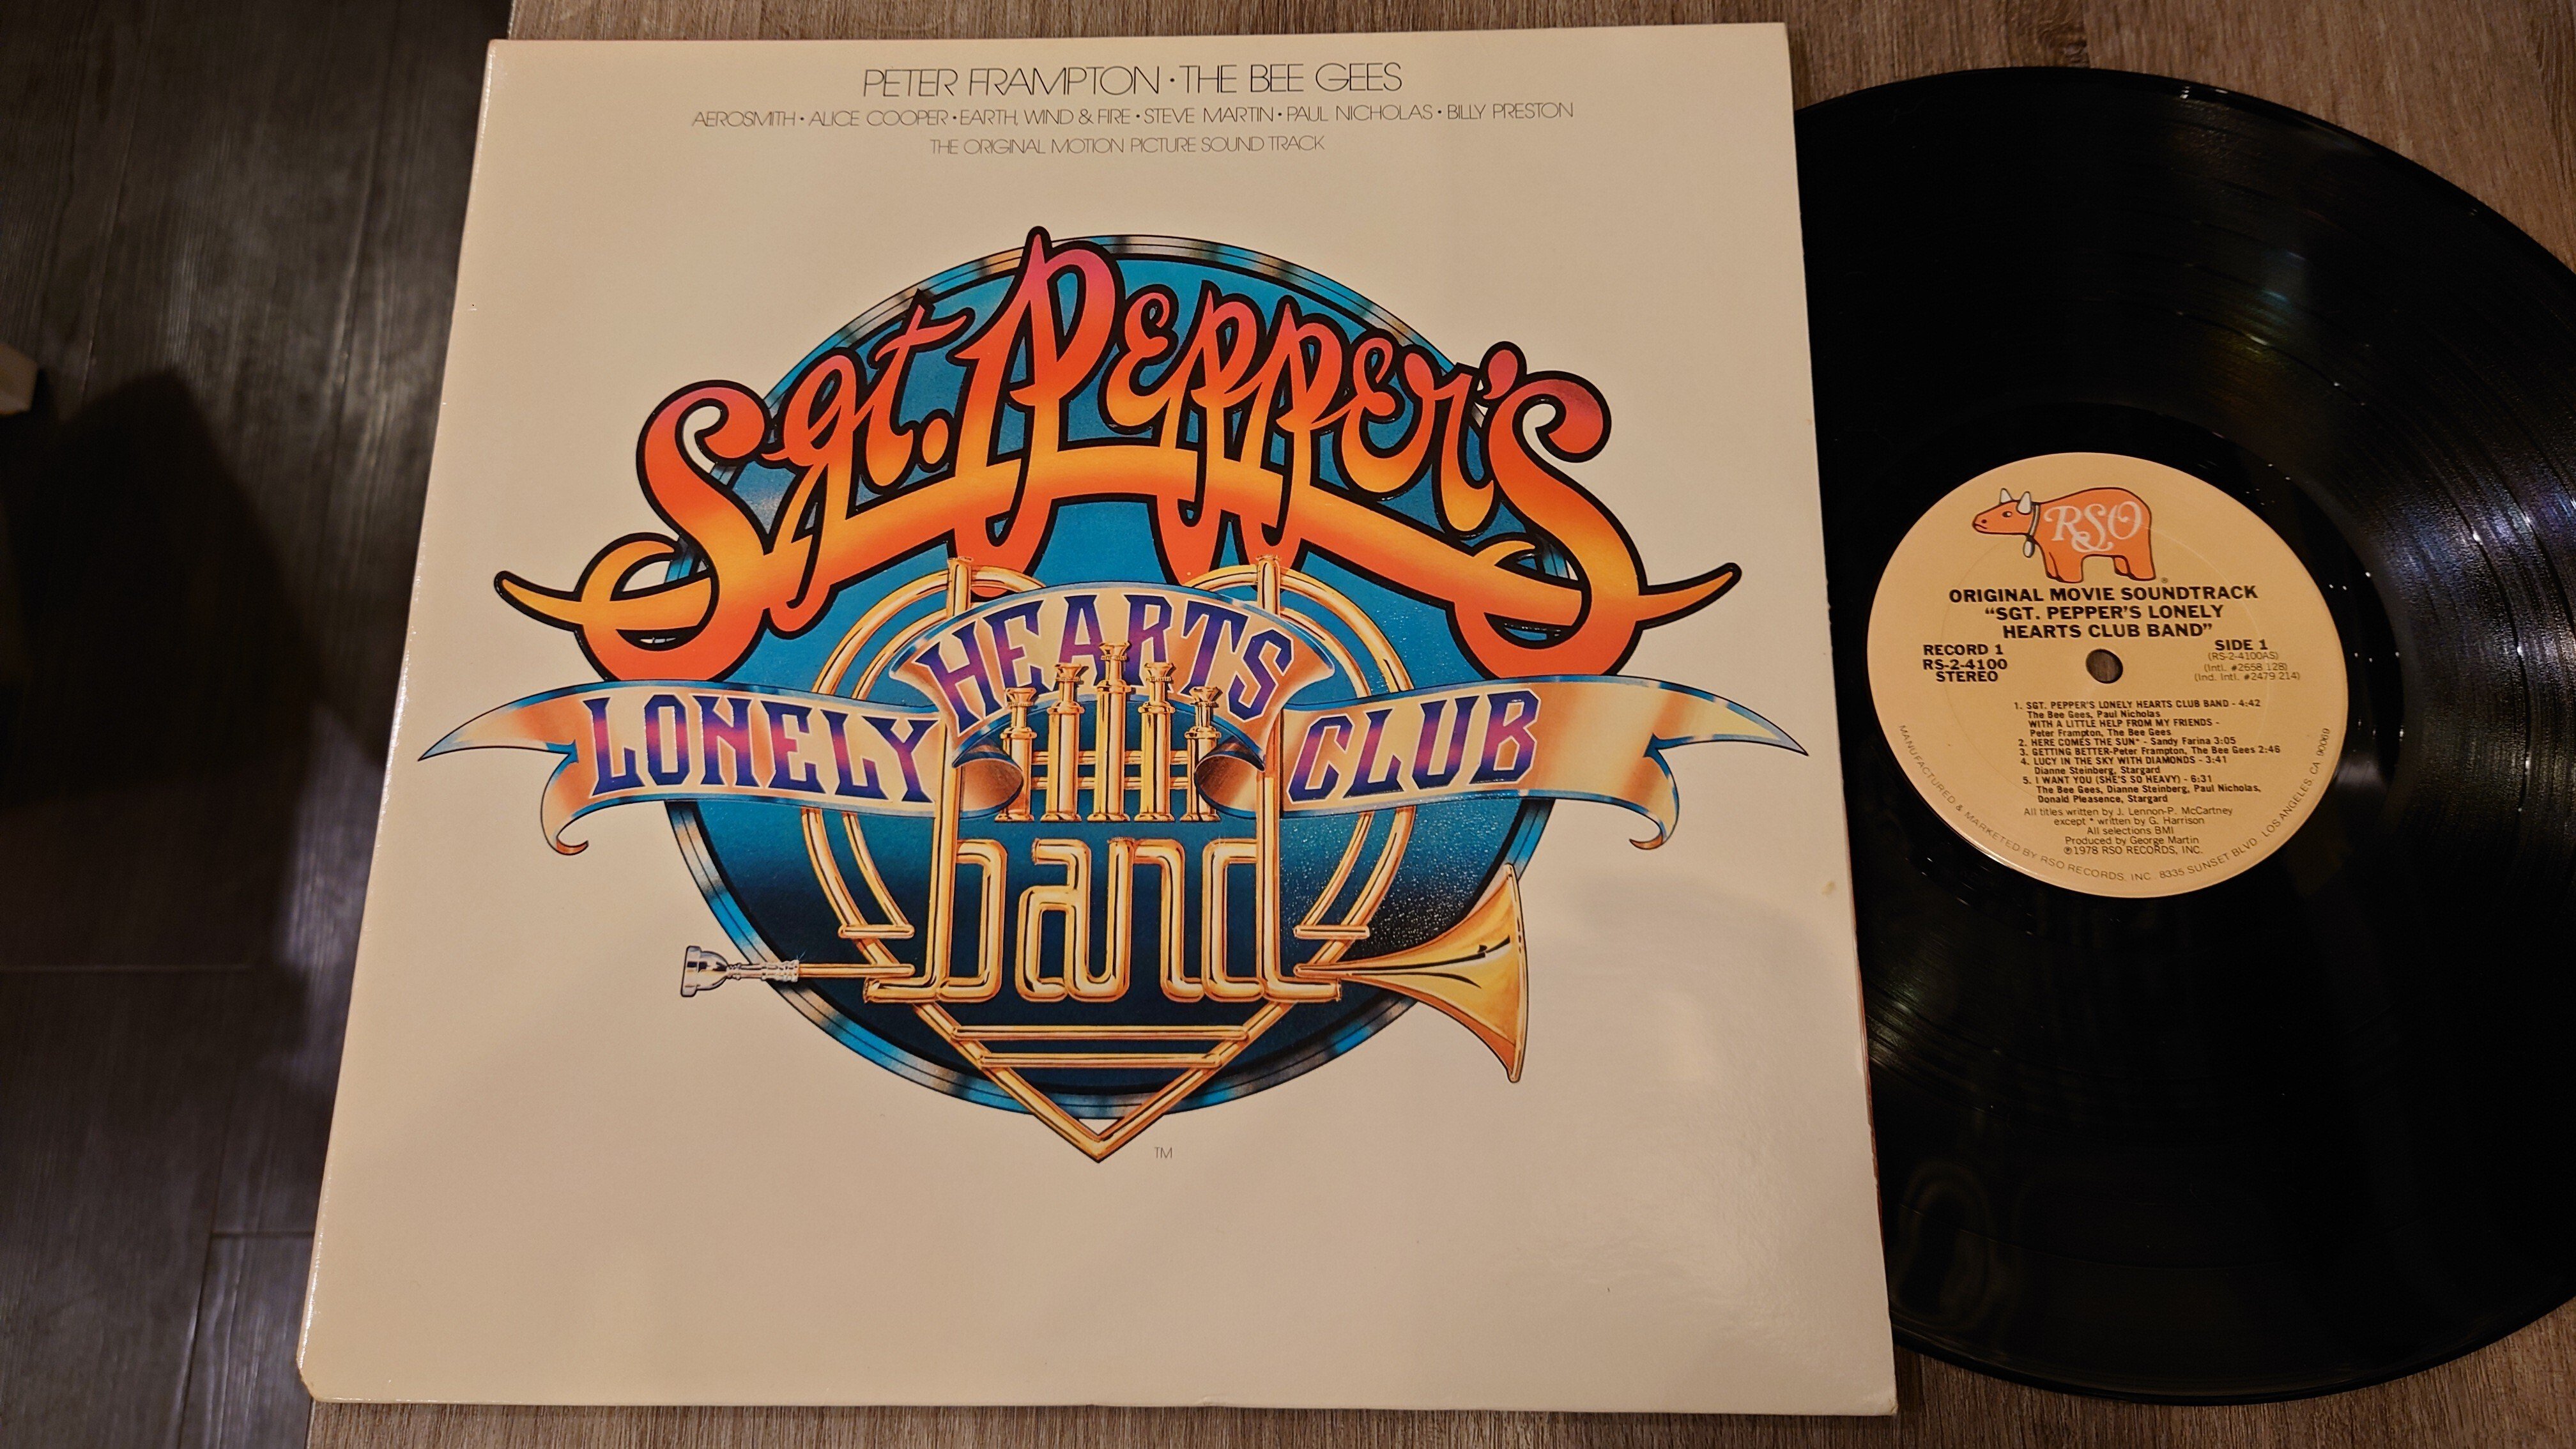 PETER FRAMPTON • THE BEE GEES
AEROSMITH • ALICE COOPER • EARTH, WIND & FIRE • STEVE MARTIN • PAUL NICHOLAS • BILLY PRESTON
THE ORIGINAL MOTION PICTURE SOUND TRACK
Sgt. Pepper's
LONELY HEARTS CLUB
band
TM
RSO
®
ORIGINAL MOVIE SOUNDTRACK
"SGT. PEPPER'S LONELY
HEARTS CLUB BAND"
RECORD 1
RS-2-4100
STEREO
SIDE 1
(RS-2-4100AS)
(Intl. #2658 128)
(Ind. Intl. #2479 214)
1. SGT. PEPPER'S LONELY HEARTS CLUB BAND - 4:42
The Bee Gees, Paul Nicholas
WITH A LITTLE HELP FROM MY FRIENDS -
Peter Frampton, The Bee Gees
2. HERE COMES THE SUN* - Sandy Farina 3:05
3. GETTING BETTER-Peter Frampton, The Bee Gees 2:46
4. LUCY IN THE SKY WITH DIAMONDS - 3:41
Dianne Steinberg, Stargard
5. I WANT YOU (SHE'S SO HEAVY) - 6:31
The Bee Gees, Dianne Steinberg, Paul Nicholas,
Donald Pleasence, Stargard
All titles written by J. Lennon-P. McCartney
except * written by G. Harrison
All selections BMI
Produced by George Martin
℗1978 RSO RECORDS, INC.
MANUFACTURED & MARKETED BY RSO RECORDS, INC. 8335 SUNSET BLVD. LOS ANGELES, CA. 90069